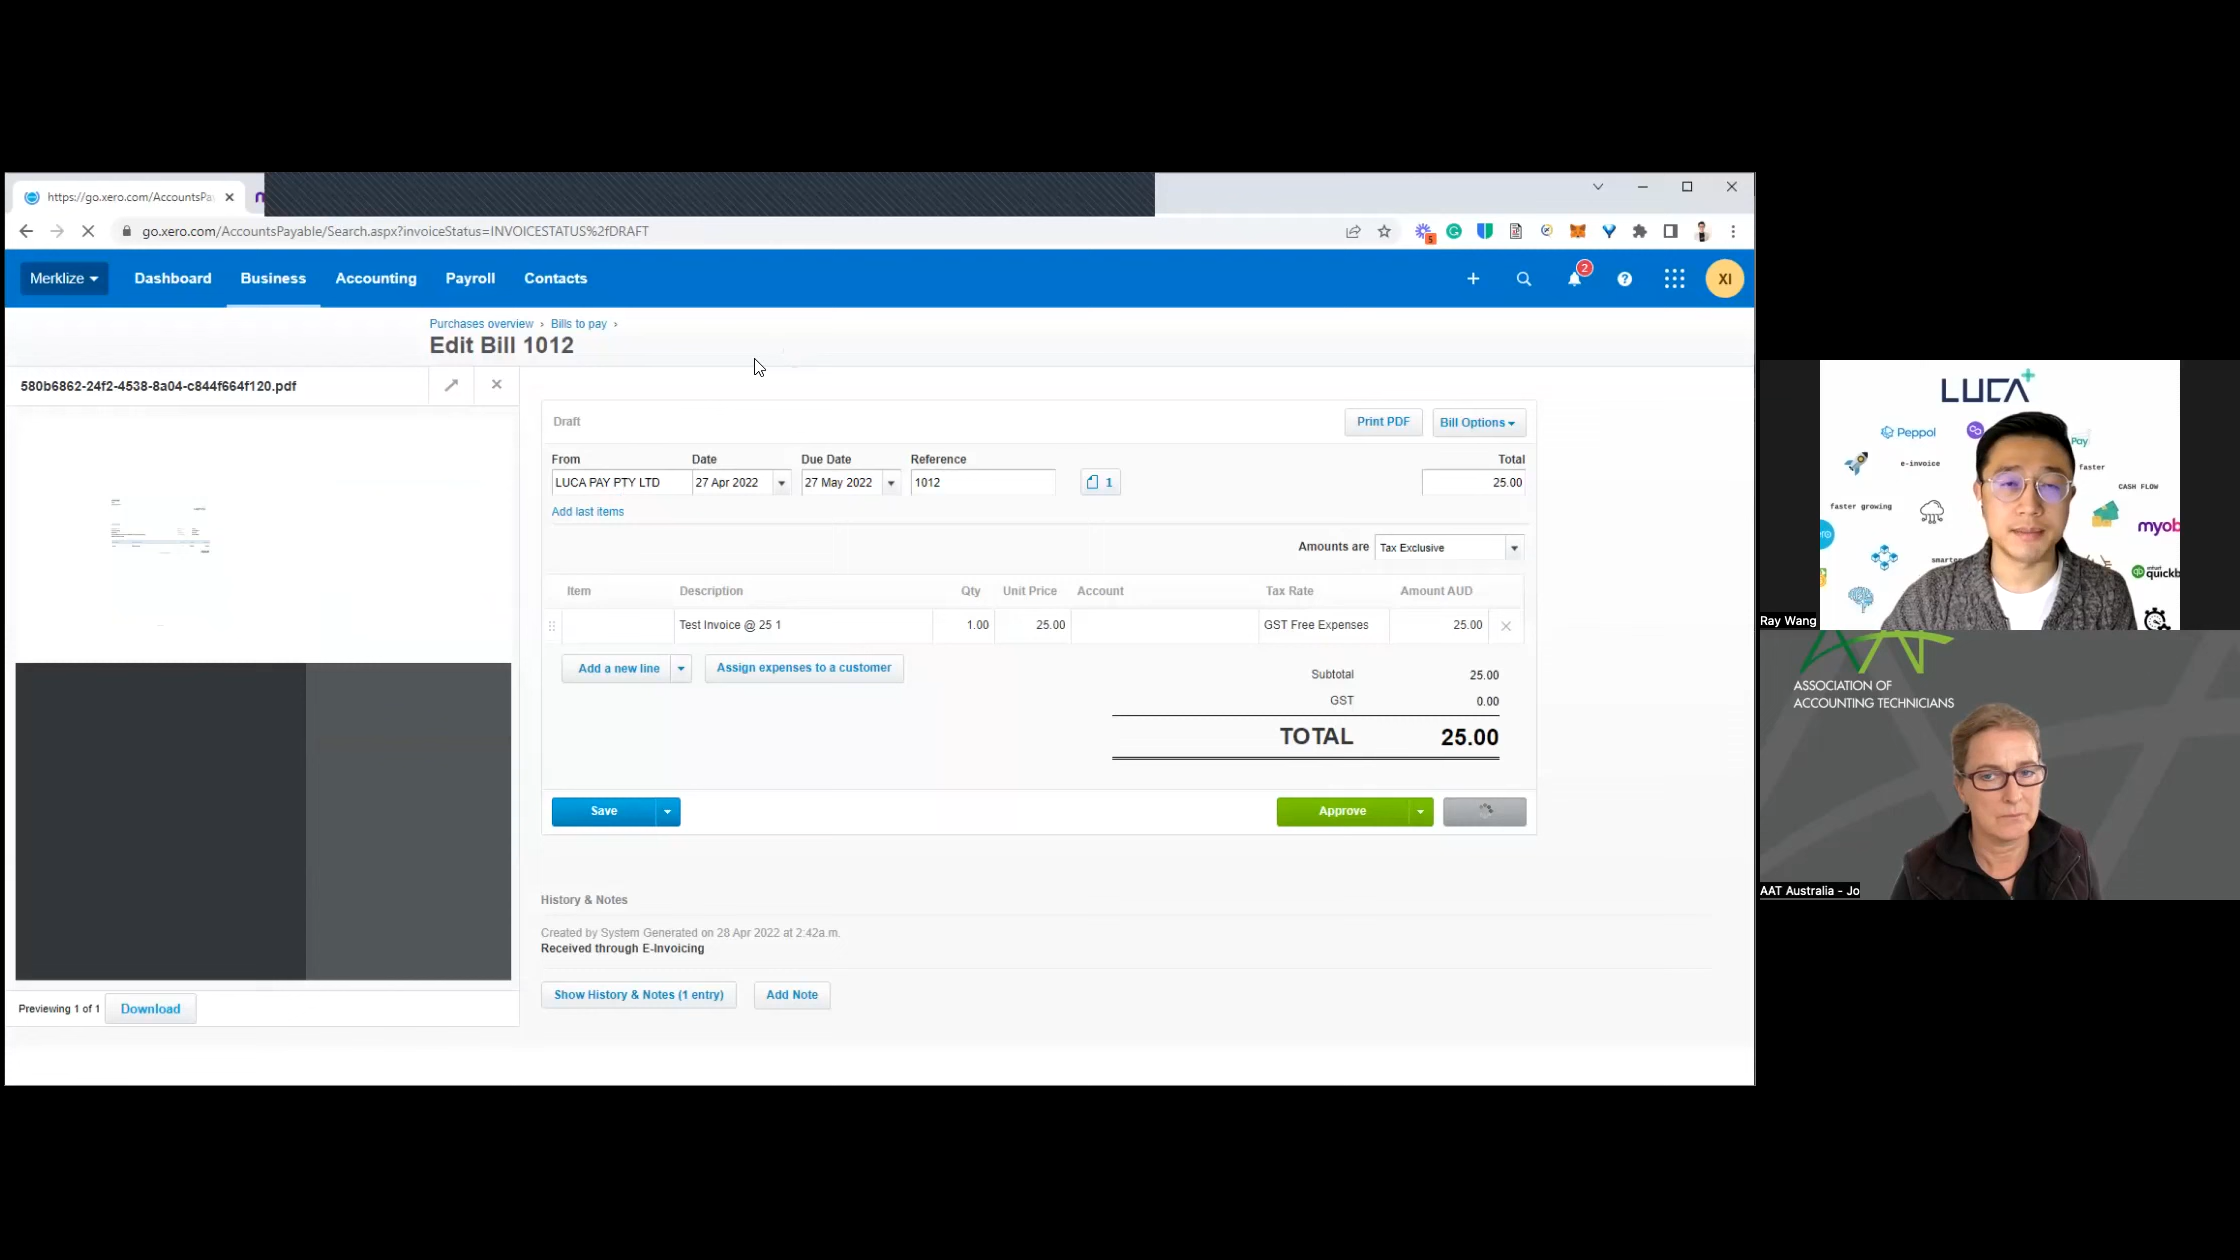 https://go.xero.com/AccountsPa
go.xero.com/AccountsPayable/Search.aspx?invoiceStatus=INVOICESTATUS%2fDRAFT
5
Merklize
Dashboard
Business
Accounting
Payroll
Contacts
2
XI
Purchases overview › Bills to pay ›
Edit Bill 1012
580b6862-24f2-4538-8a04-c844f664f120.pdf
Previewing 1 of 1
Download
Draft
Print PDF
Bill Options
From Date Due Date Reference Total
LUCA PAY PTY LTD 27 Apr 2022 27 May 2022 1012 1 25.00
Add last items
Amounts are Tax Exclusive
Item Description Qty Unit Price Account Tax Rate Amount AUD
Test Invoice @ 25 1 1.00 25.00 GST Free Expenses 25.00
Add a new line
Assign expenses to a customer
Subtotal 25.00
GST 0.00
TOTAL 25.00
Save
Approve
History & Notes
Created by System Generated on 28 Apr 2022 at 2:42a.m.
Received through E-Invoicing
Show History & Notes (1 entry)
Add Note
LUCA+
Peppol
Pay
e-invoice
faster
CASH FLOW
faster growing
myob
ero
smarter
quickb
Ray Wang
AAT
ASSOCIATION OF
ACCOUNTING TECHNICIANS
AAT Australia - Jo